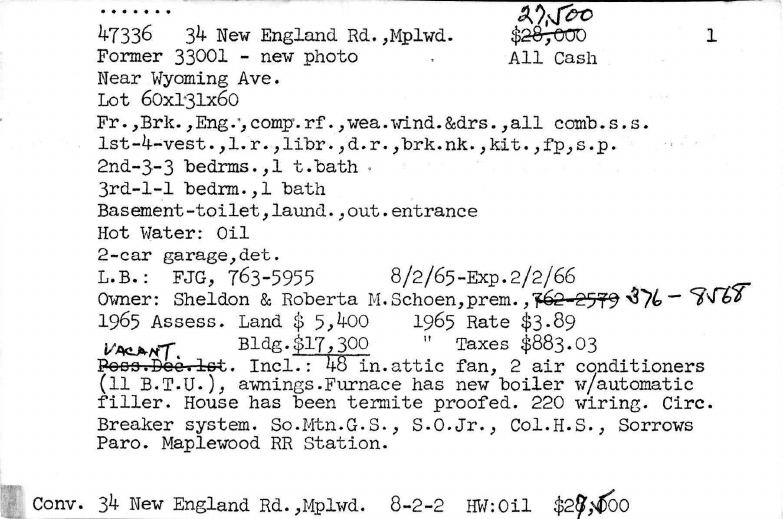 .......
27,500
47336 34 New England Rd.,Mplwd. $28,000 1
Former 33001 - new photo All Cash
Near Wyoming Ave.
Lot 60x131x60
Fr.,Brk.,Eng.,comp.rf.,wea.wind.&drs.,all comb.s.s.
1st-4-vest.,l.r.,libr.,d.r.,brk.nk.,kit.,fp,s.p.
2nd-3-3 bedrms.,1 t.bath
3rd-1-1 bedrm.,1 bath
Basement-toilet,laund.,out.entrance
Hot Water: Oil
2-car garage,det.
L.B.: FJG, 763-5955 8/2/65-Exp.2/2/66
Owner: Sheldon & Roberta M.Schoen,prem.,762-2579 376-8568
1965 Assess. Land $ 5,400 1965 Rate $3.89
Bldg.$17,300 " Taxes $883.03
VACANT.
Poss.Dec.1st. Incl.: 48 in.attic fan, 2 air conditioners
(11 B.T.U.), awnings.Furnace has new boiler w/automatic
filler. House has been termite proofed. 220 wiring. Circ.
Breaker system. So.Mtn.G.S., S.O.Jr., Col.H.S., Sorrows
Paro. Maplewood RR Station.
Conv. 34 New England Rd.,Mplwd. 8-2-2 HW:Oil $27,500